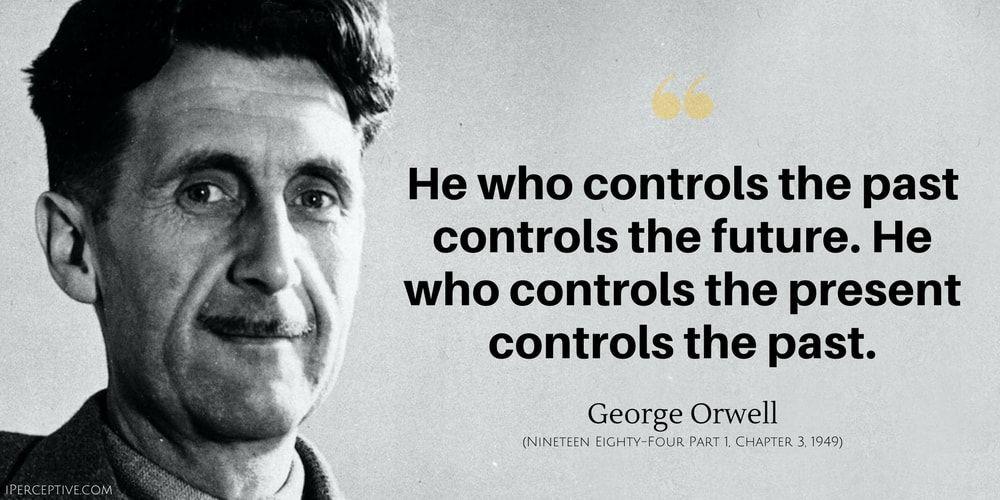 “
He who controls the past
controls the future. He
who controls the present
controls the past.
George Orwell
(Nineteen Eighty-Four Part 1, Chapter 3, 1949)
iPerceptive.com